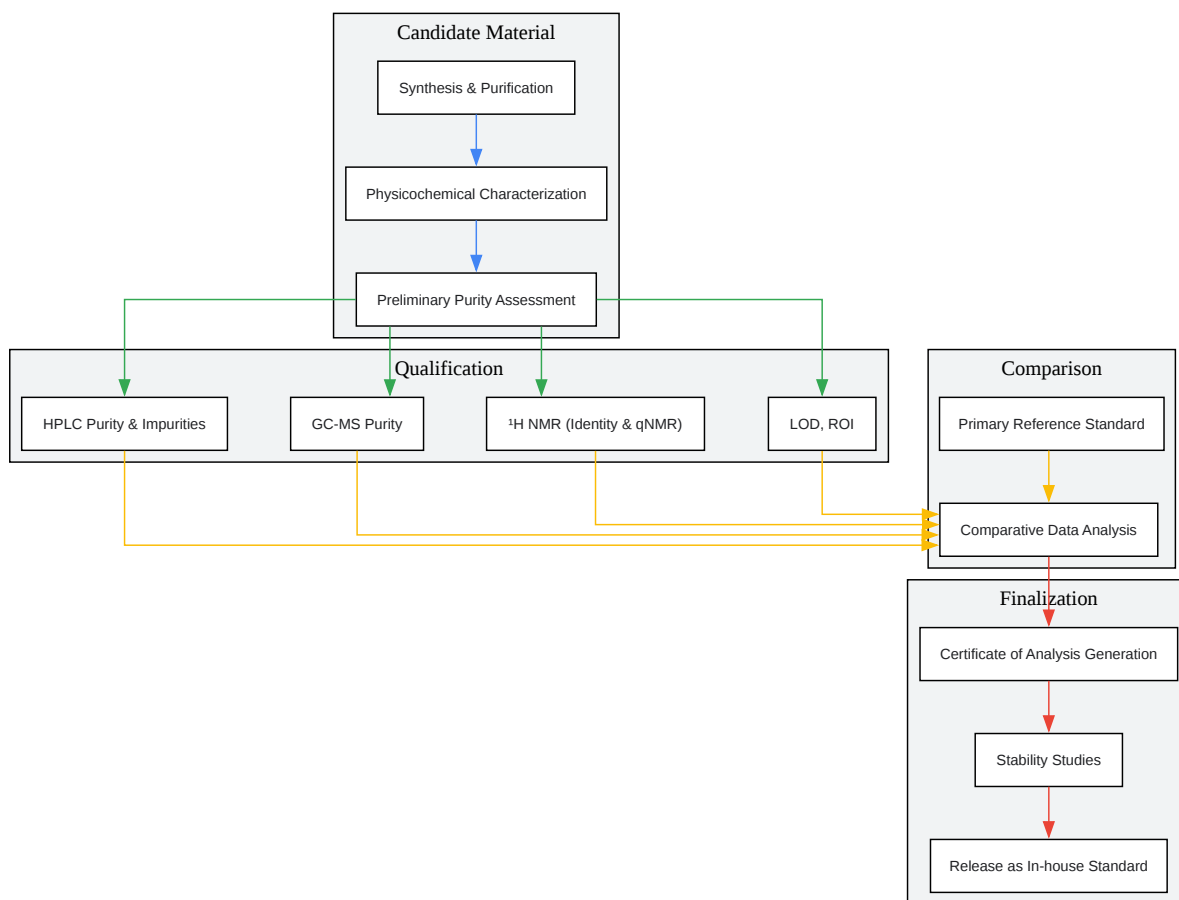 Candidate Material
Synthesis & Purification
Physicochemical Characterization
Preliminary Purity Assessment
Qualification
HPLC Purity & Impurities
GC-MS Purity
¹H NMR (Identity & qNMR)
LOD, ROI
Comparison
Primary Reference Standard
Comparative Data Analysis
Finalization
Certificate of Analysis Generation
Stability Studies
Release as In-house Standard